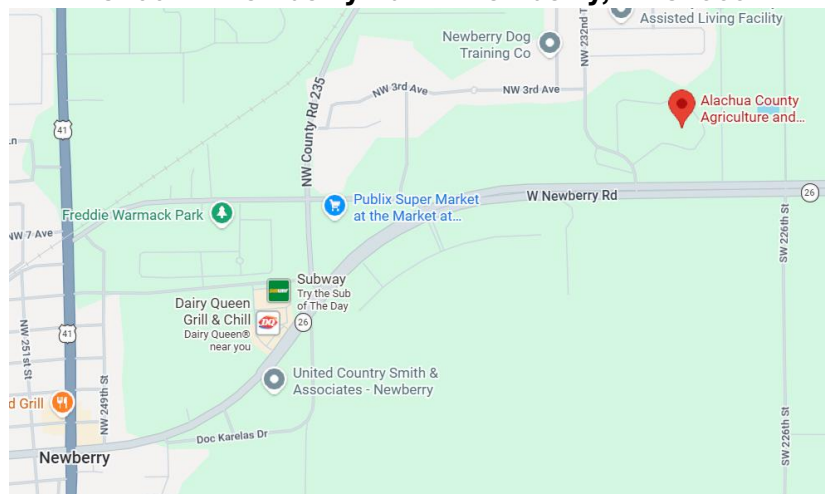 Assisted Living Facility
Newberry Dog
Training Co
NW 232nd T
NW 3rd Ave
NW 3rd Ave
Alachua County
Agriculture and...
NW County Rd 235
41
26
W Newberry Rd
Publix Super Market
at the Market at...
Freddie Warmack Park
NW 7 Ave
SW 226th St
Subway
Try the Sub
of The Day
Dairy Queen
Grill & Chill
Dairy Queen®
near you
DQ
26
41
NW 251st St
NW 249th St
United Country Smith &
Associates - Newberry
d Grill
Doc Karelas Dr
SW 226th St
Newberry